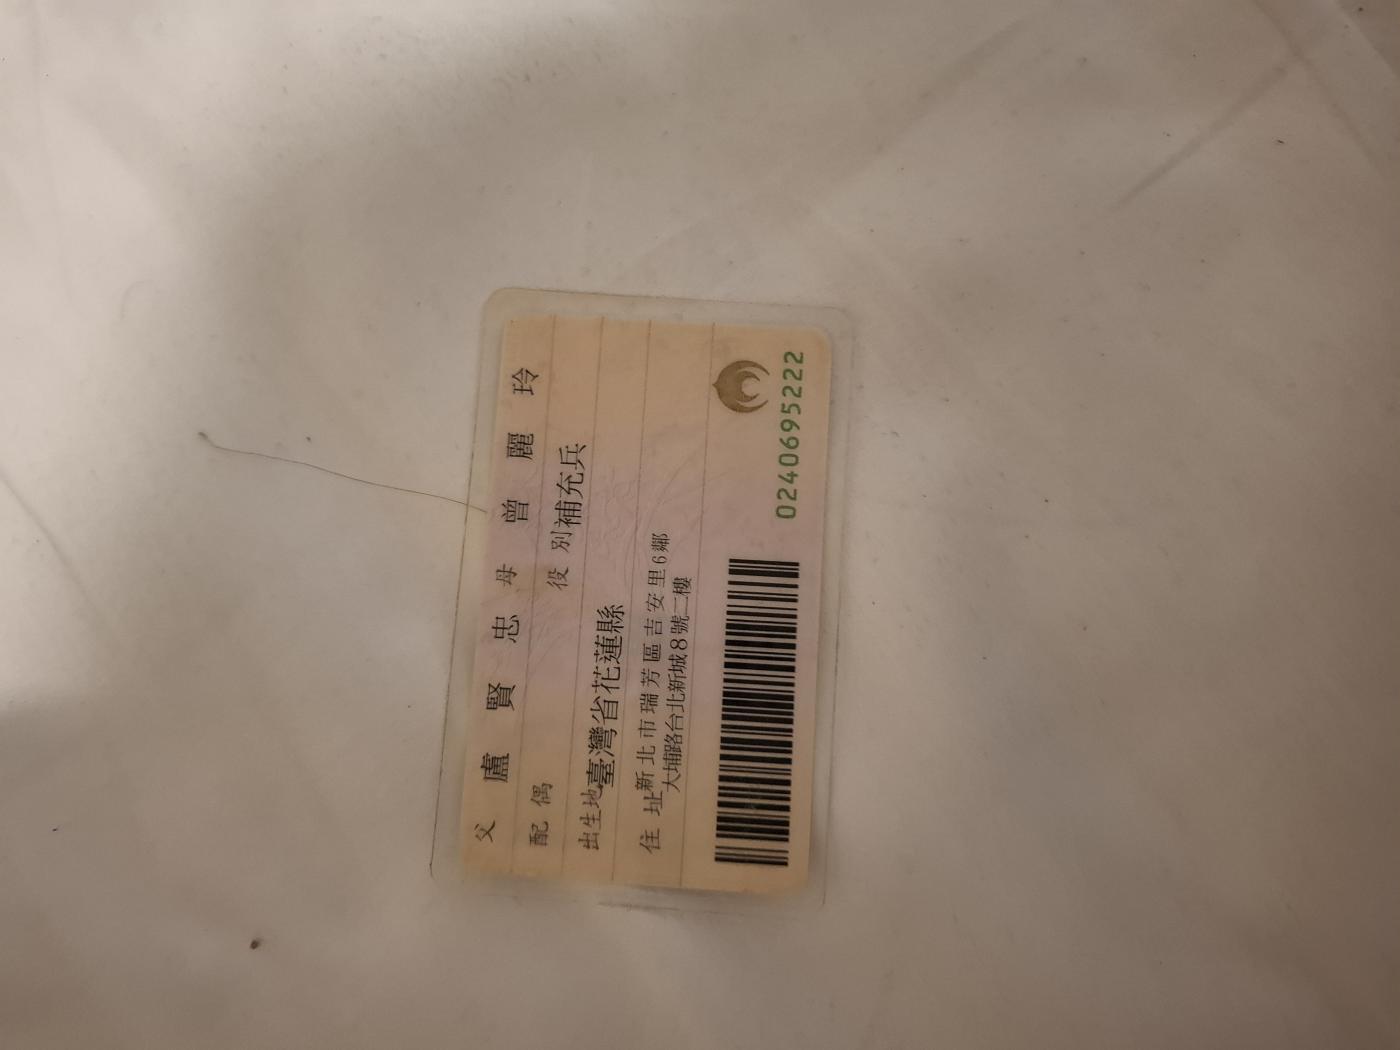 父 盧賢忠 母 曾麗玲
配偶 役別 補充兵
出生地 臺灣省花蓮縣
住址 新北市瑞芳區吉安里6鄰
大埔路台北新城8號二樓
0240695222